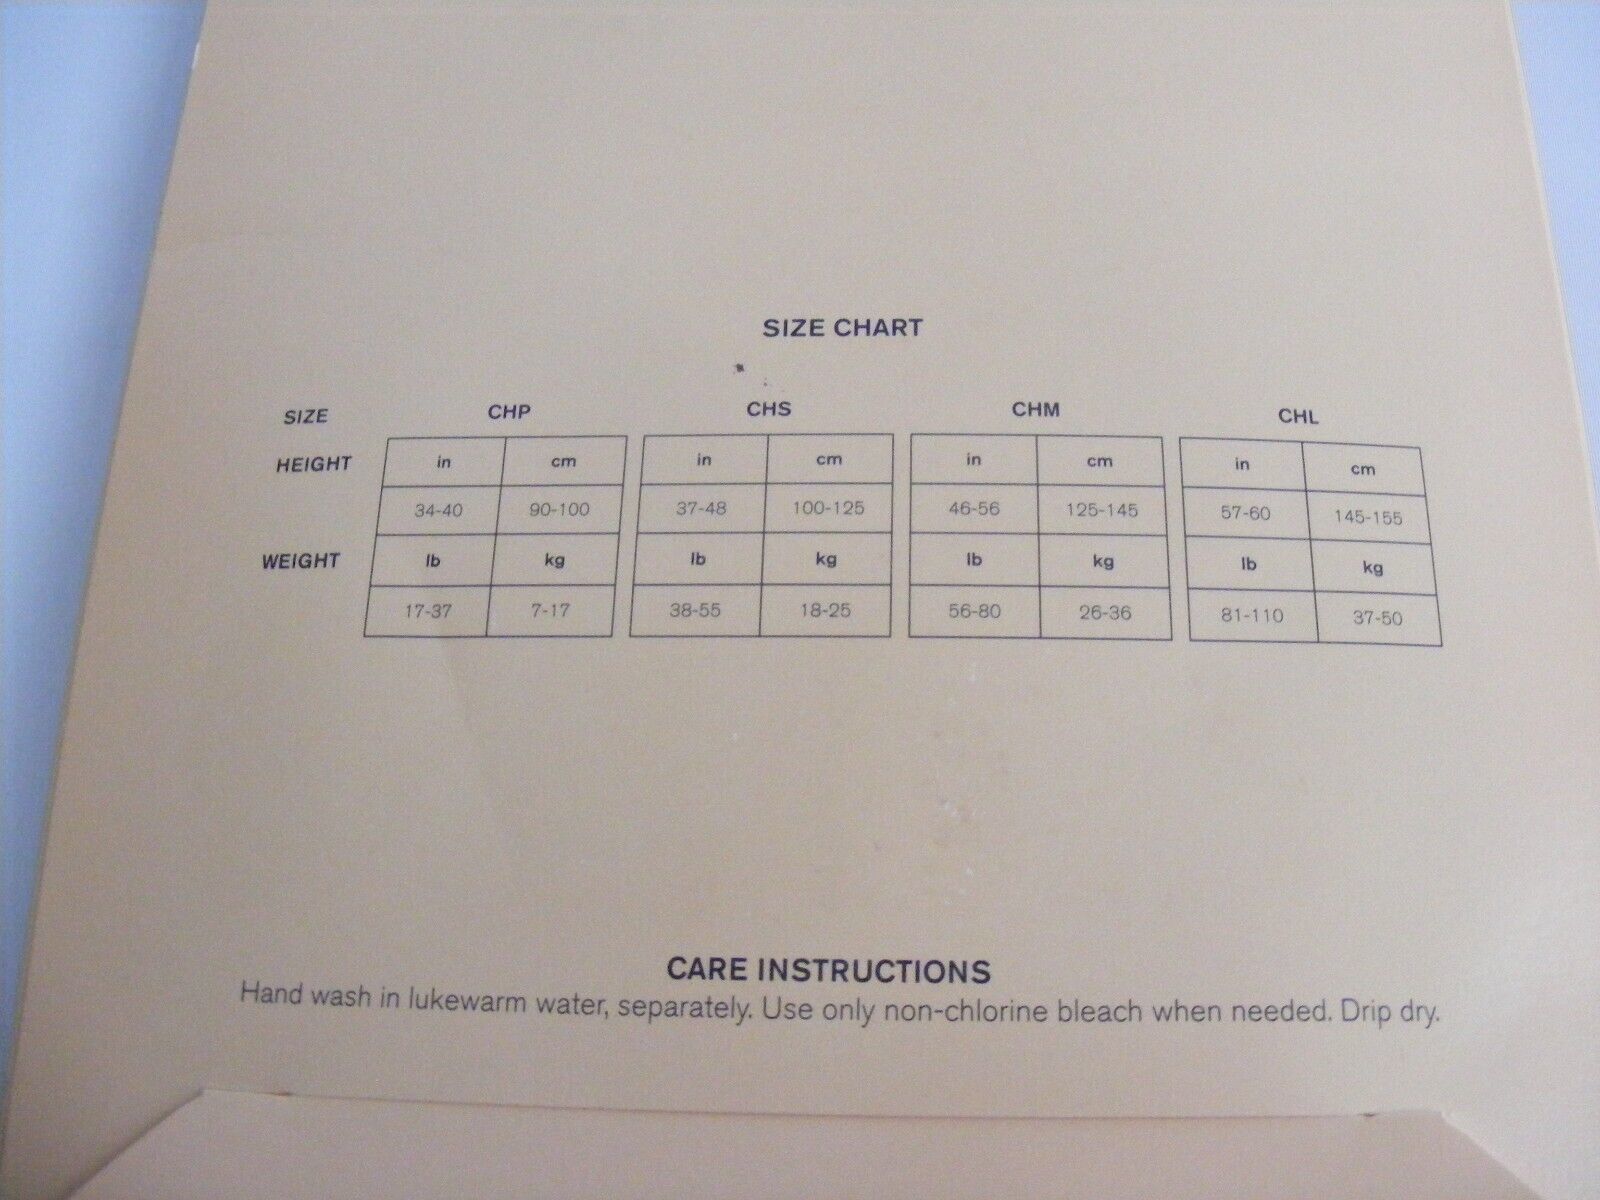 SIZE CHART
SIZE CHP CHS CHM CHL
HEIGHT in cm in cm in cm in cm
34-40 90-100 37-48 100-125 46-56 125-145 57-60 145-155
WEIGHT lb kg lb kg lb kg lb kg
17-37 7-17 38-55 18-25 56-80 26-36 81-110 37-50
CARE INSTRUCTIONS
Hand wash in lukewarm water, separately. Use only non-chlorine bleach when needed. Drip dry.